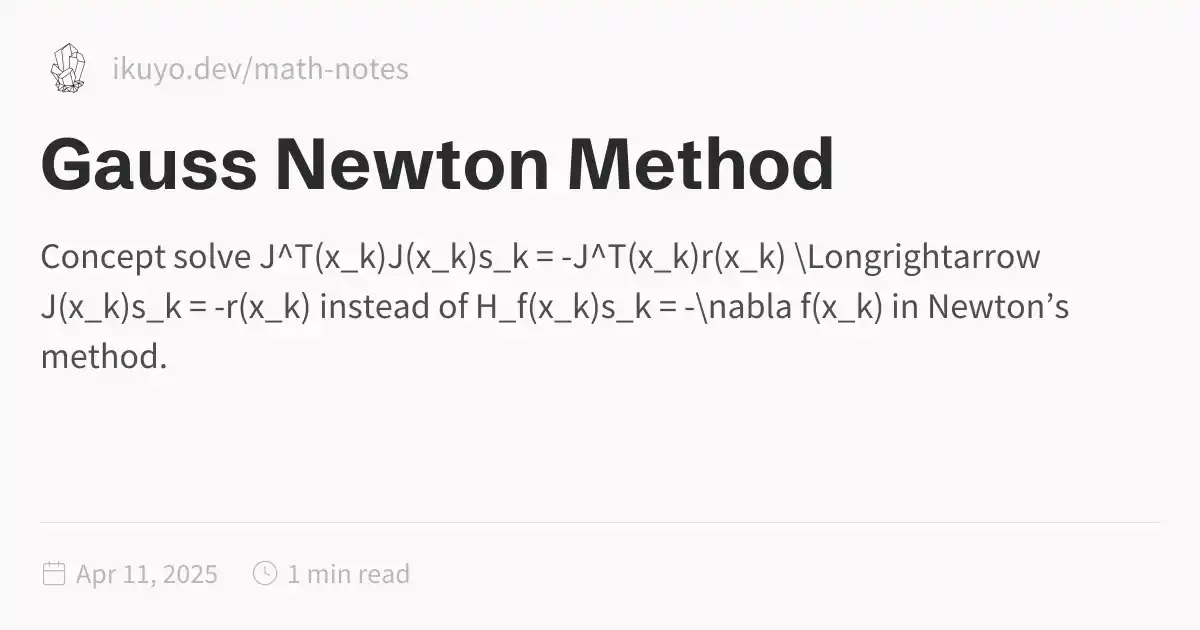 ikuyo.dev/math-notes
Gauss Newton Method
Concept solve J^T(x_k)J(x_k)s_k = -J^T(x_k)r(x_k) \Longrightarrow
J(x_k)s_k = -r(x_k) instead of H_f(x_k)s_k = -\nabla f(x_k) in Newton’s
method.
Apr 11, 2025
1 min read